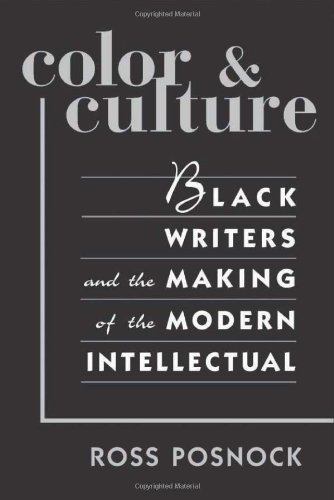 color &
culture
BLACK
WRITERS
and the MAKING
of the MODERN
INTELLECTUAL
ROSS POSNOCK